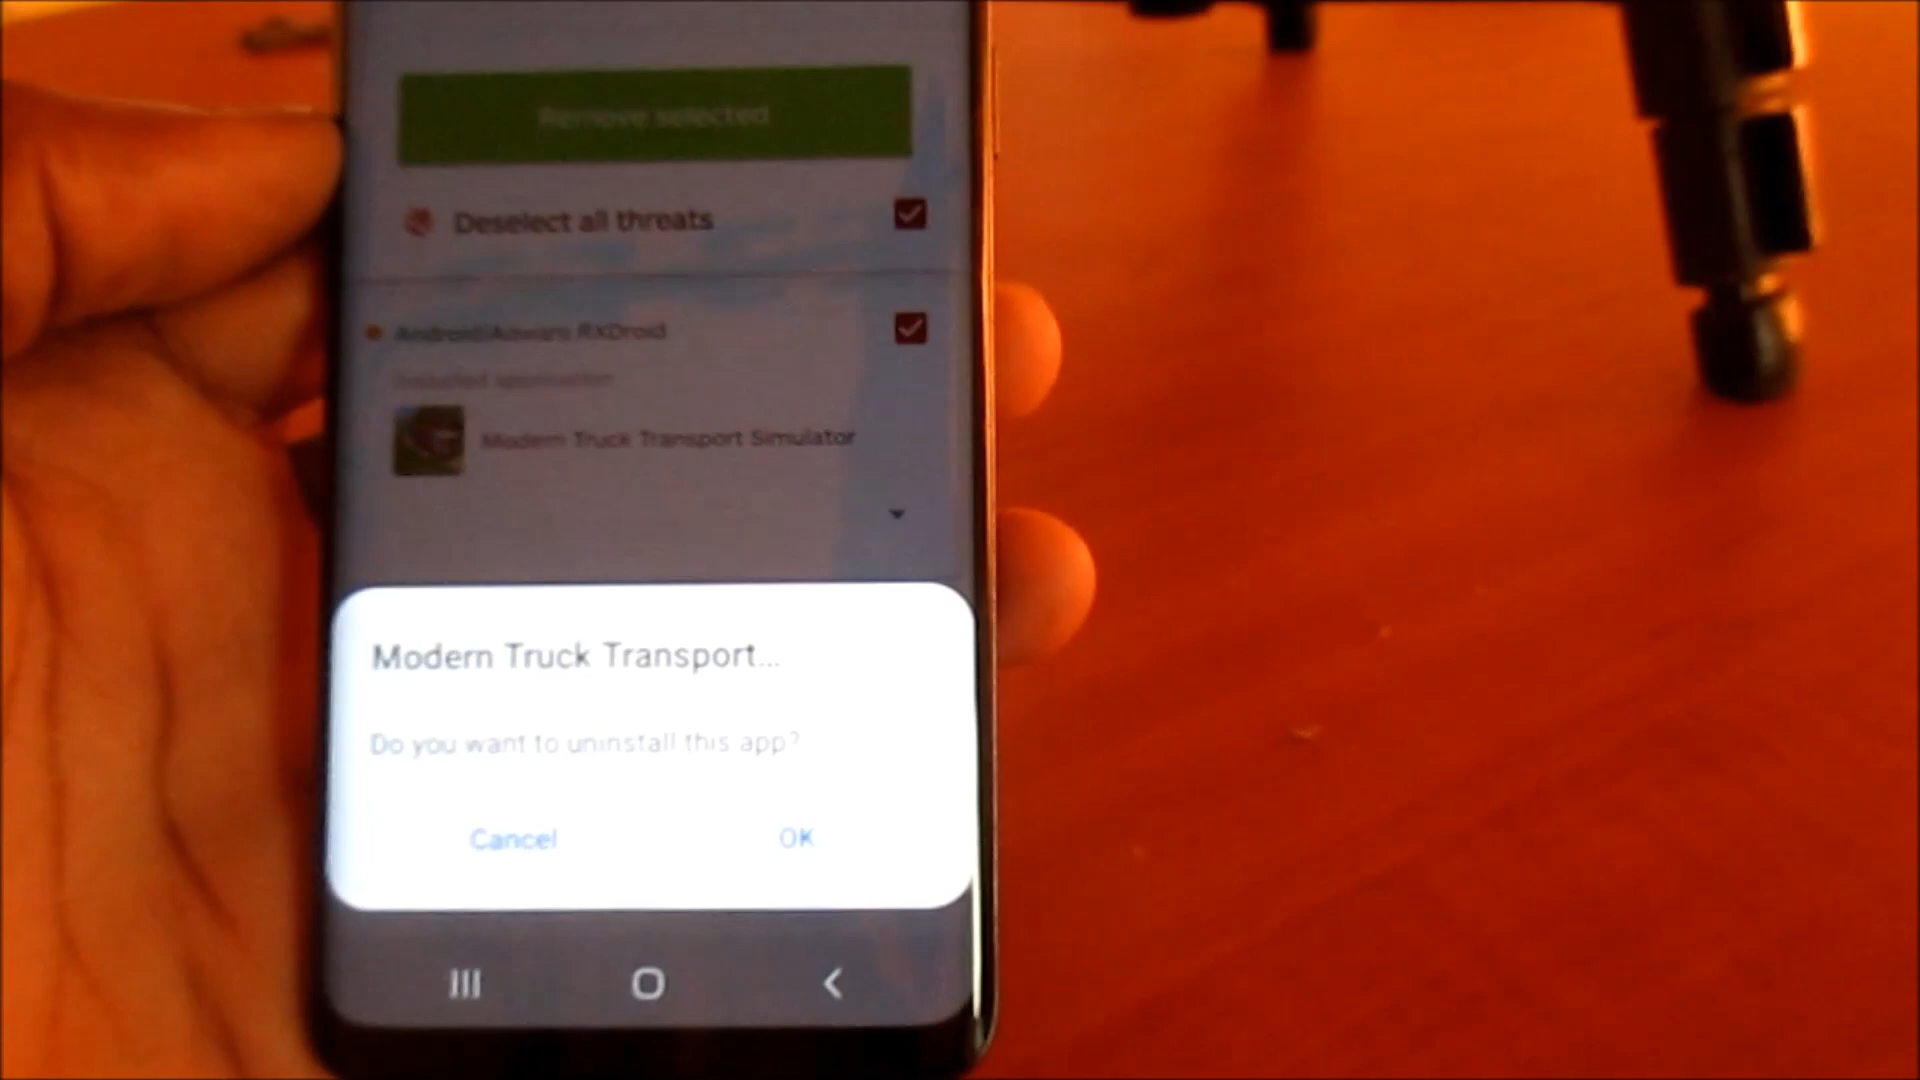 Remove selected
Deselect all threats
Android/Adware.RXDroid
Installed application
Modern Truck Transport Simulator
Modern Truck Transport...
Do you want to uninstall this app?
Cancel
OK